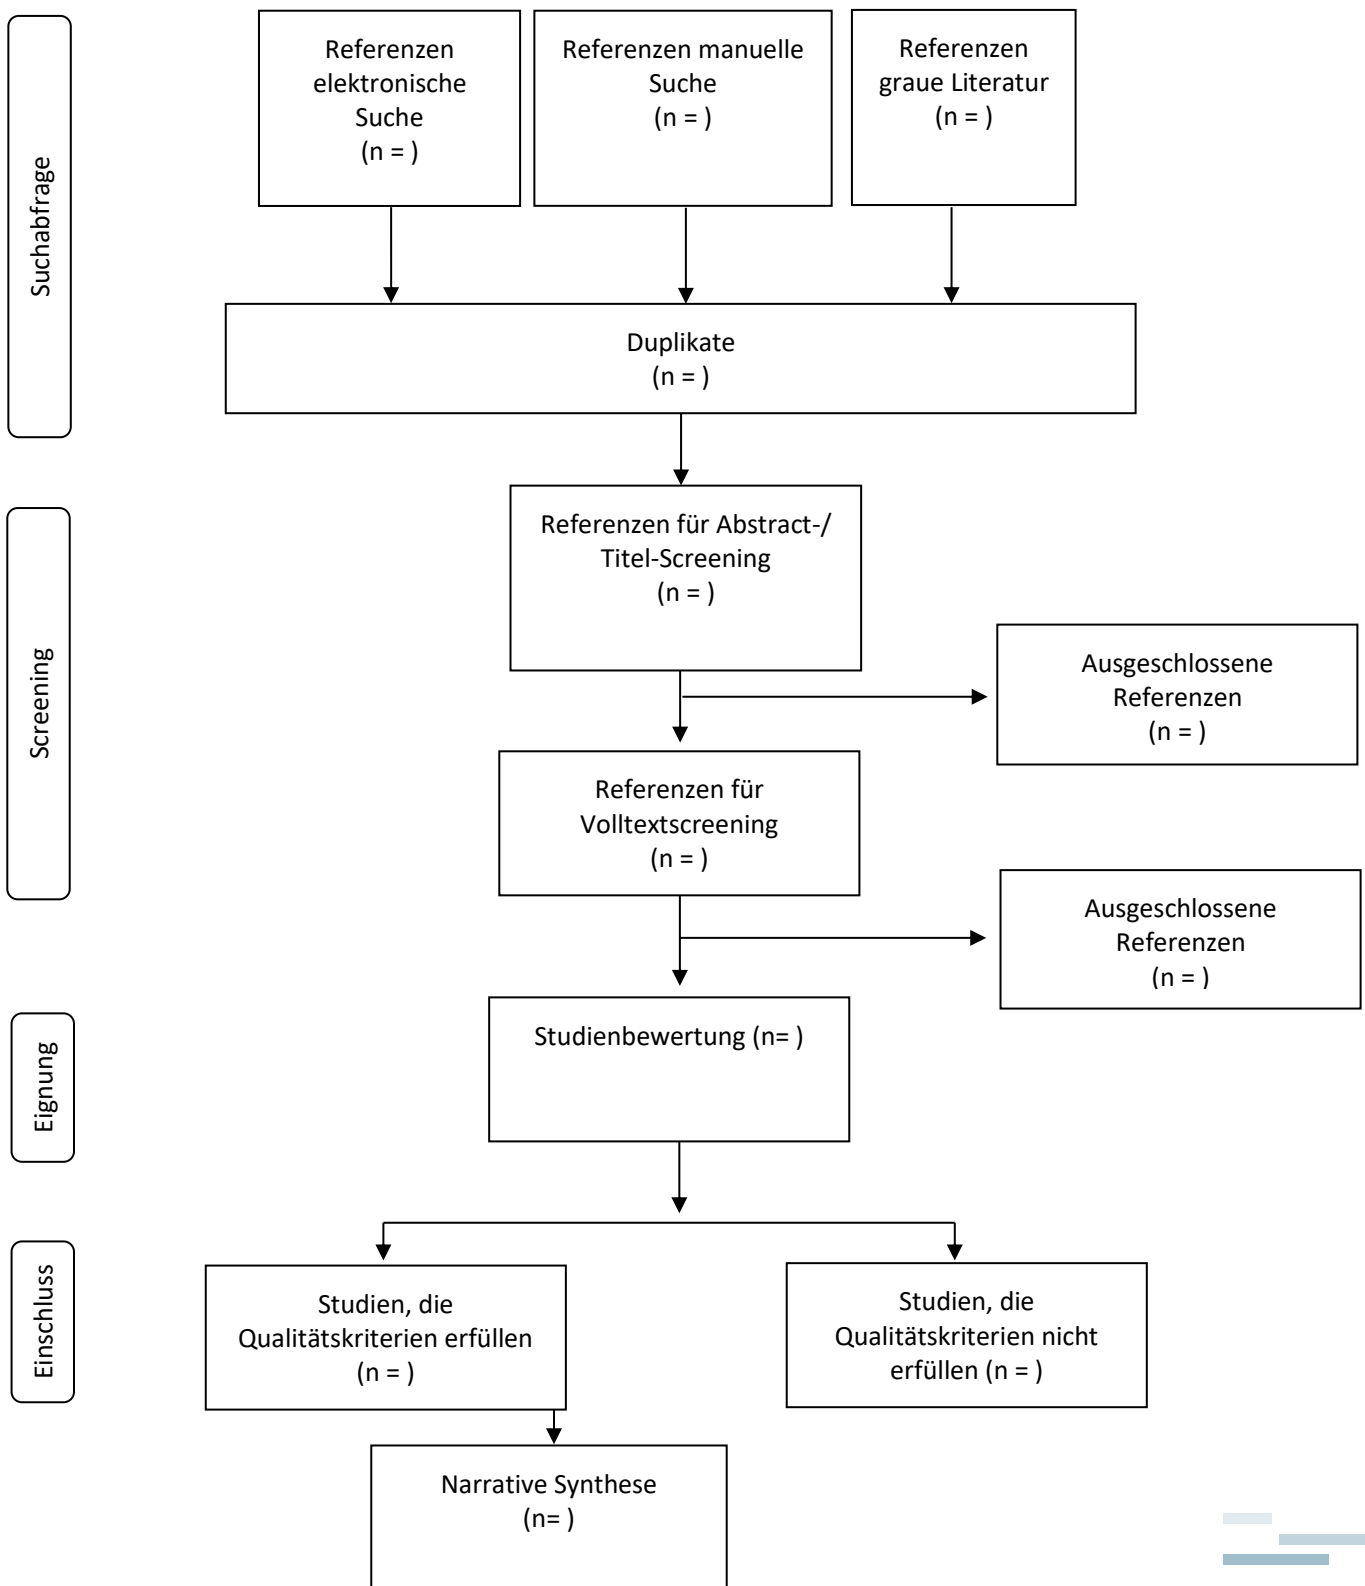 Suchabfrage
Referenzen
elektronische
Suche
(n = )
Referenzen manuelle
Suche
(n = )
Referenzen
graue Literatur
(n = )
Duplikate
(n = )
Screening
Referenzen für Abstract-/
Titel-Screening
(n = )
Ausgeschlossene
Referenzen
(n = )
Referenzen für
Volltextscreening
(n = )
Ausgeschlossene
Referenzen
(n = )
Eignung
Studienbewertung (n= )
Einschluss
Studien, die
Qualitätskriterien erfüllen
(n = )
Studien, die
Qualitätskriterien nicht
erfüllen (n = )
Narrative Synthese
(n= )